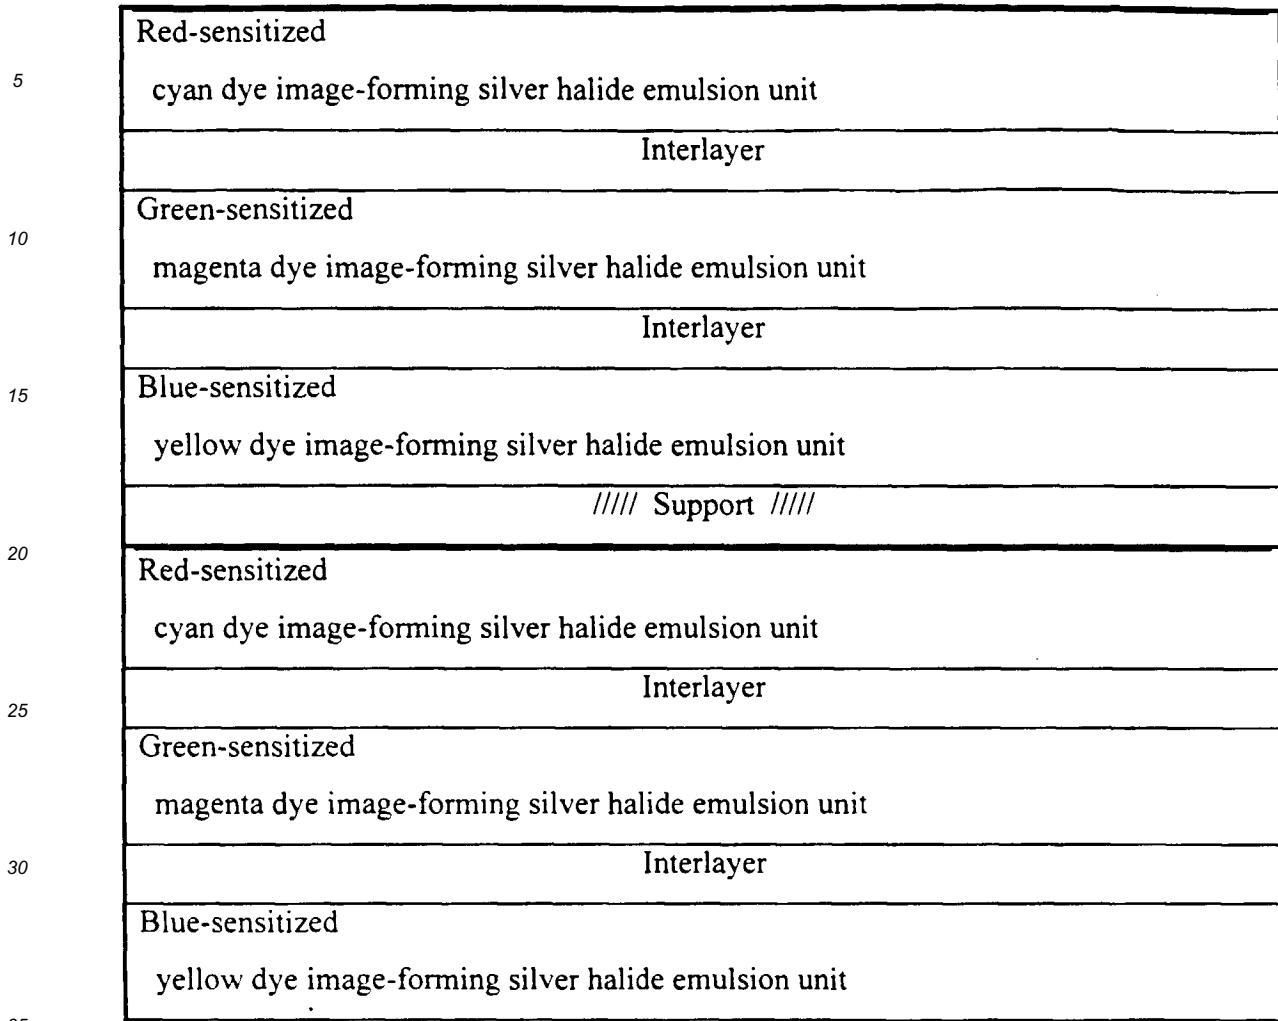 Red-sensitized
5
cyan dye image-forming silver halide emulsion unit
Interlayer
Green-sensitized
10
magenta dye image-forming silver halide emulsion unit
Interlayer
Blue-sensitized
15
yellow dye image-forming silver halide emulsion unit
///// Support /////
20
Red-sensitized
cyan dye image-forming silver halide emulsion unit
Interlayer
25
Green-sensitized
magenta dye image-forming silver halide emulsion unit
Interlayer
30
Blue-sensitized
yellow dye image-forming silver halide emulsion unit